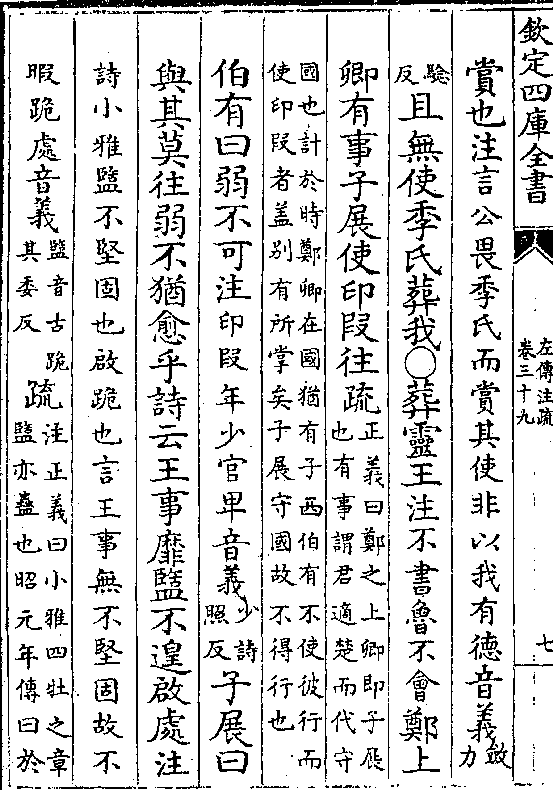 欽定四庫全書
左傳注疏
卷三十九
七
賞也注言公畏季氏而賞其使非以我有德音義斂力
驗反且無使季氏葬我○葬靈王注不書魯不會鄭上
卿有事子展使印段往疏正義曰鄭之上卿即子展也有事謂君適楚而代守
國也計於時鄭卿在國猶有子西伯有不使彼行而使印段者盖别有所掌矣子展守國故不得行也
伯有曰弱不可注印段年少官卑音義少詩照反子展曰
與其莫往弱不猶愈乎詩云王事靡盬不遑啟處注
詩小雅盬不堅固也啟跪也言王事無不堅固故不
暇跪處音義盬音古跪其委反疏注正義曰小雅四牡之章盬亦蠱也昭元年傳曰於